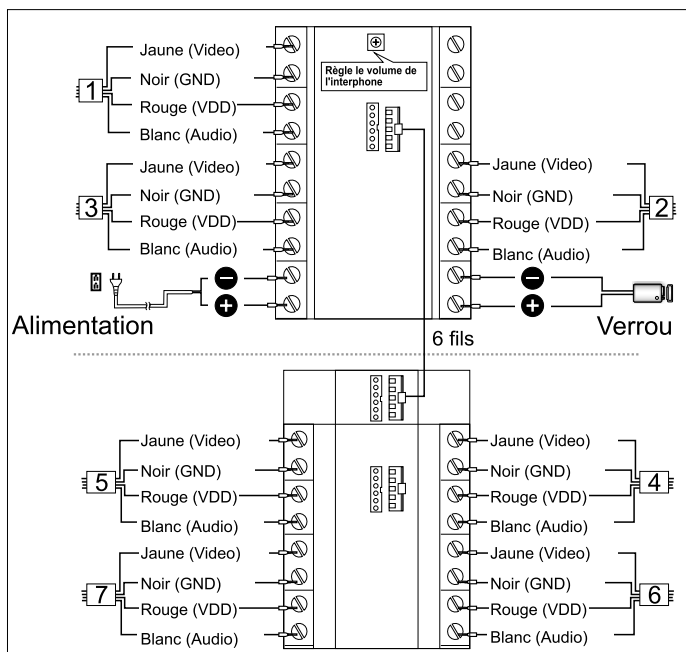 Règle le volume de
l'interphone
1
Jaune (Video)
Noir (GND)
Rouge (VDD)
Blanc (Audio)
3
Jaune (Video)
Noir (GND)
Rouge (VDD)
Blanc (Audio)
Jaune (Video)
Noir (GND)
Rouge (VDD)
Blanc (Audio)
2
Alimentation
Verrou
6 fils
5
Jaune (Video)
Noir (GND)
Rouge (VDD)
Blanc (Audio)
Jaune (Video)
Noir (GND)
Rouge (VDD)
Blanc (Audio)
4
7
Jaune (Video)
Noir (GND)
Rouge (VDD)
Blanc (Audio)
Jaune (Video)
Noir (GND)
Rouge (VDD)
Blanc (Audio)
6